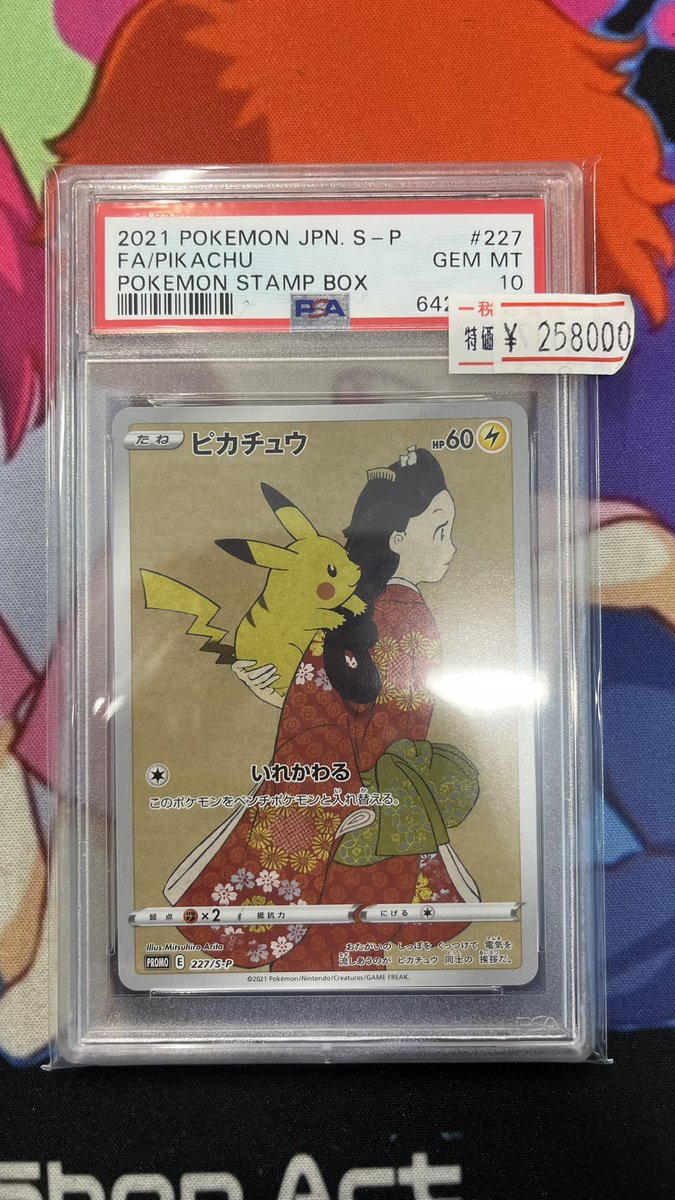 2021 POKEMON JPN. S-P #227
FA/PIKACHU GEM MT
POKEMON STAMP BOX 10
PSA 642
税
特価 ¥ 258000
たね ピカチュウ HP60
いれかわる
このポケモンをベンチポケモンと入れ替える。
弱点 ×2 抵抗力 にげる
Illus.Mitsuhiro Arita
おたがいの しっぽを くっつけて 電気を
流しあうのが ピカチュウ 同士の 挨拶だ。
PROMO E 227/S-P
©2021 Pokémon/Nintendo/Creatures/GAME FREAK.
PSA
Shop Act